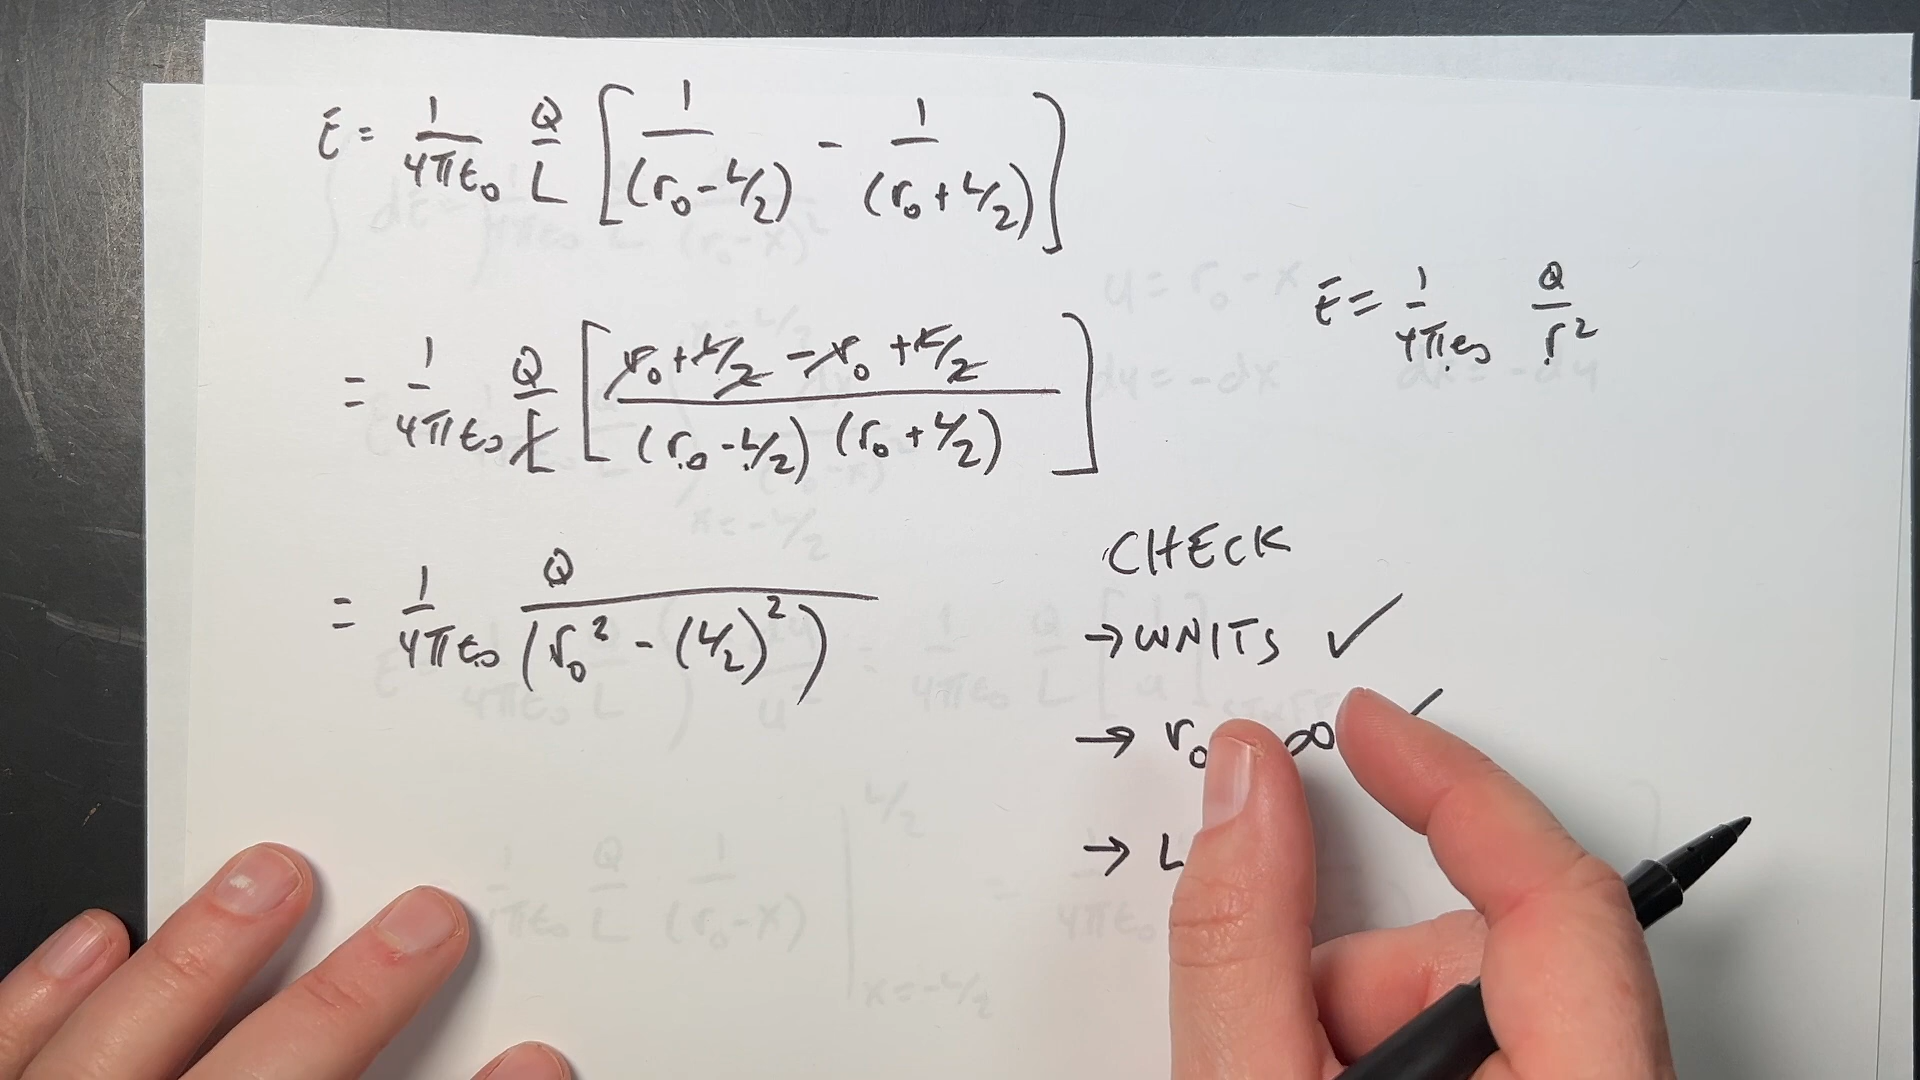 E = 1/4πε₀ Q/L [1/(r₀ - L/2) - 1/(r₀ + L/2)]
E = 1/4πε₀ Q/r²
= 1/4πε₀ Q/L [r₀ + L/2 - r₀ + L/2 / (r₀ - L/2)(r₀ + L/2)]
= 1/4πε₀ Q/(r₀² - (L/2)²)
CHECK
→ UNITS ✓
→ r₀ ∞ ✓
→ L